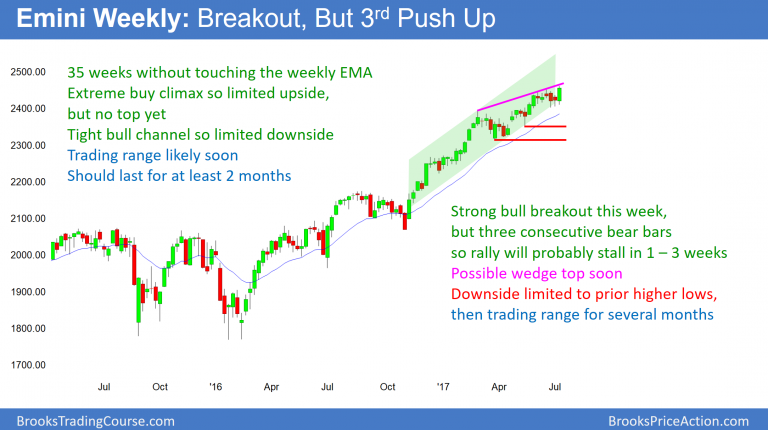 Emini Weekly: Breakout, But 3rd Push Up
2500.00
2400.00
2300.00
2200.00
2100.00
2000.00
1900.00
1800.00
1700.00
35 weeks without touching the weekly EMA
Extreme buy climax so limited upside,
but no top yet
Tight bull channel so limited downside
Trading range likely soon
Should last for at least 2 months
Strong bull breakout this week,
but three consecutive bear bars
so rally will probably stall in 1 – 3 weeks
Possible wedge top soon
Downside limited to prior higher lows,
then trading range for several months
Jul Oct '16 Apr Jul Oct '17 Apr Jul
BrooksTradingCourse.com BrooksPriceAction.com